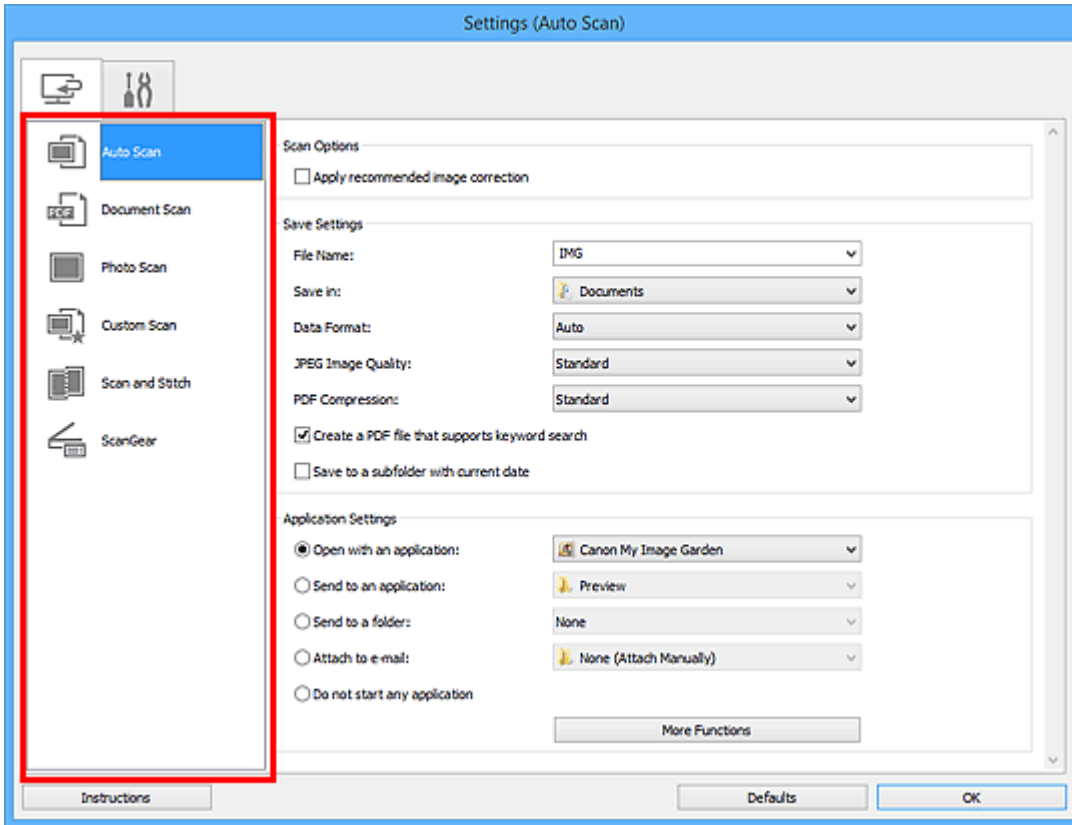 Settings (Auto Scan)
Auto Scan
Document Scan
Photo Scan
Custom Scan
Scan and Stitch
ScanGear
Scan Options
Apply recommended image correction
Save Settings
File Name: IMG
Save in: Documents
Data Format: Auto
JPEG Image Quality: Standard
PDF Compression: Standard
Create a PDF file that supports keyword search
Save to a subfolder with current date
Application Settings
Open with an application: Canon My Image Garden
Send to an application: Preview
Send to a folder: None
Attach to e-mail: None (Attach Manually)
Do not start any application
More Functions
Instructions Defaults OK